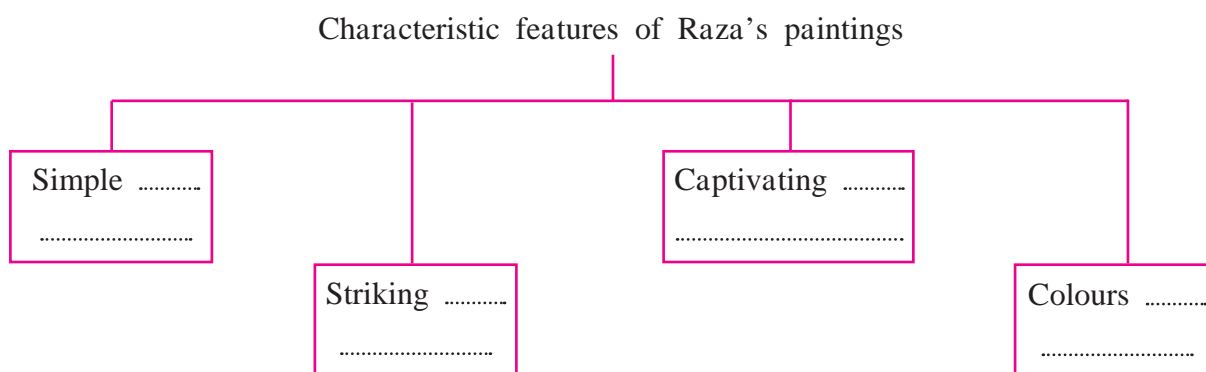 Characteristic features of Raza's paintings
Simple ............
.............................
Striking ............
.............................
Captivating ............
............................................
Colours ............
.............................